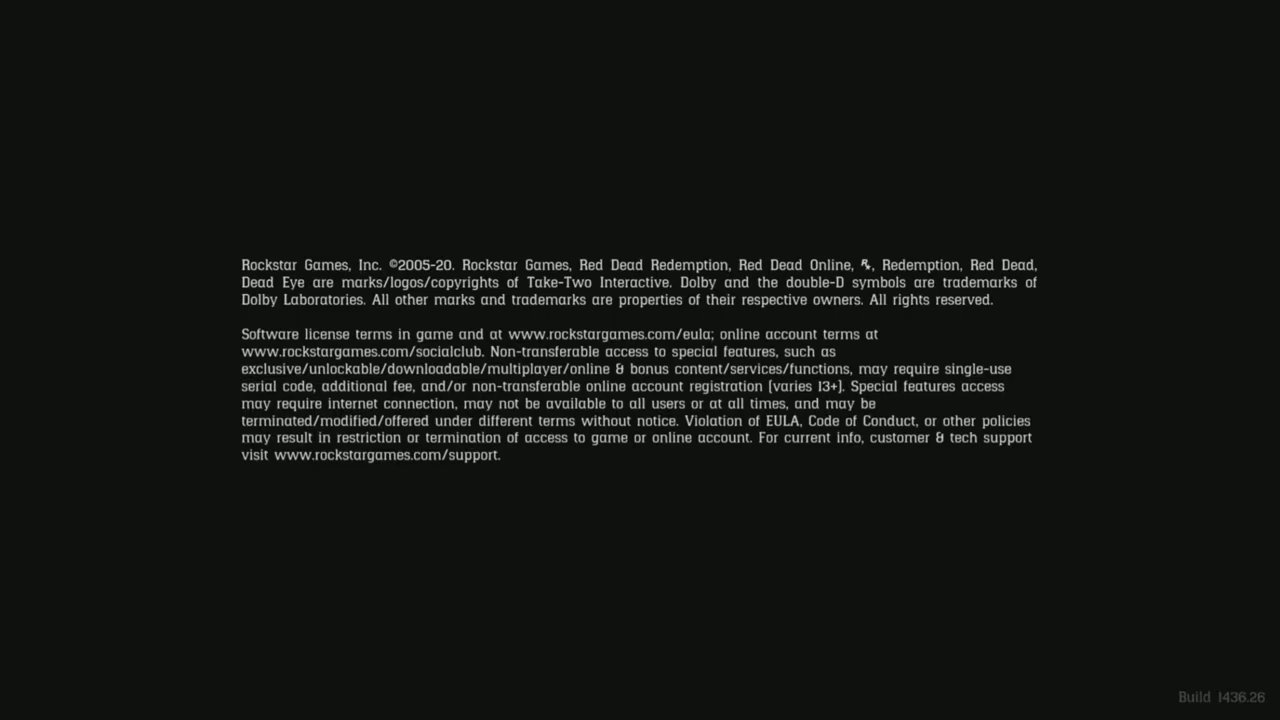 Rockstar Games, Inc. ©2005-20. Rockstar Games, Red Dead Redemption, Red Dead Online, R*, Redemption, Red Dead,
Dead Eye are marks/logos/copyrights of Take-Two Interactive. Dolby and the double-D symbols are trademarks of
Dolby Laboratories. All other marks and trademarks are properties of their respective owners. All rights reserved.
Software license terms in game and at www.rockstargames.com/eula; online account terms at
www.rockstargames.com/socialclub. Non-transferable access to special features, such as
exclusive/unlockable/downloadable/multiplayer/online & bonus content/services/functions, may require single-use
serial code, additional fee, and/or non-transferable online account registration (varies 13+). Special features access
may require internet connection, may not be available to all users or at all times, and may be
terminated/modified/offered under different terms without notice. Violation of EULA, Code of Conduct, or other policies
may result in restriction or termination of access to game or online account. For current info, customer & tech support
visit www.rockstargames.com/support.
Build 1436.26